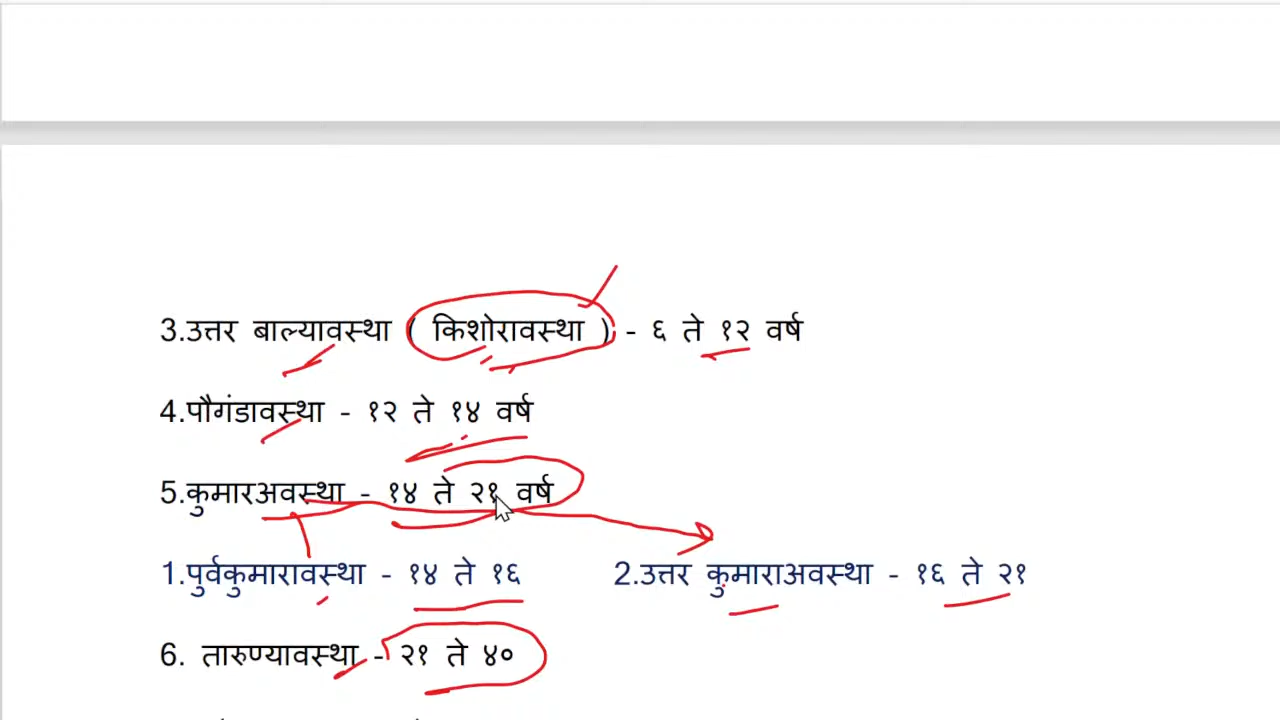 3.उत्तर बाल्यावस्था ( किशोरावस्था ) - ६ ते १२ वर्ष
4.पौगंडावस्था - १२ ते १४ वर्ष
5.कुमारअवस्था - १४ ते २१ वर्ष
1.पुर्वकुमारावस्था - १४ ते १६ 2.उत्तर कुमाराअवस्था - १६ ते २१
6. तारुण्यावस्था - २१ ते ४०